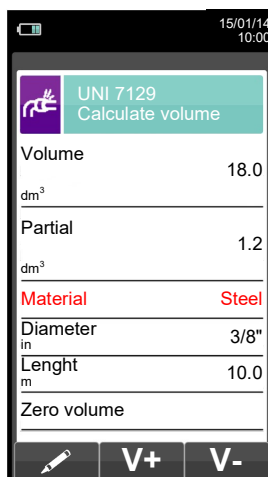 15/01/14
10:00
UNI 7129
Calculate volume
Volume
18.0
dm³
Partial
1.2
dm³
Material Steel
Diameter
in
3/8"
Lenght
m
10.0
Zero volume
V+ V-